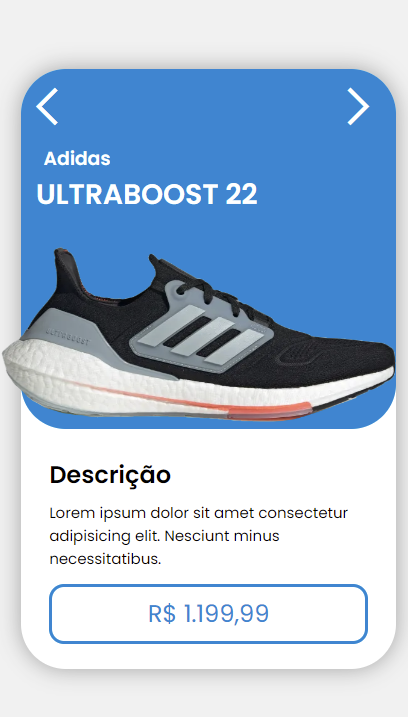 Adidas
ULTRABOOST 22
ULTRABOOST
Descrição
Lorem ipsum dolor sit amet consectetur
adipisicing elit. Nesciunt minus
necessitatibus.
R$ 1.199,99